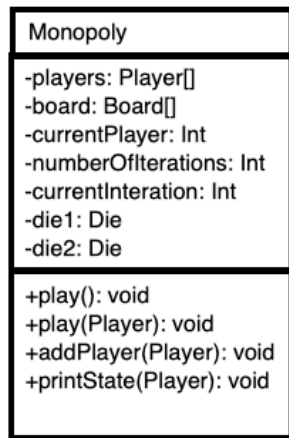 Monopoly
-players: Player[]
-board: Board[]
-currentPlayer: Int
-numberOfIterations: Int
-currentInteration: Int
-die1: Die
-die2: Die
+play(): void
+play(Player): void
+addPlayer(Player): void
+printState(Player): void